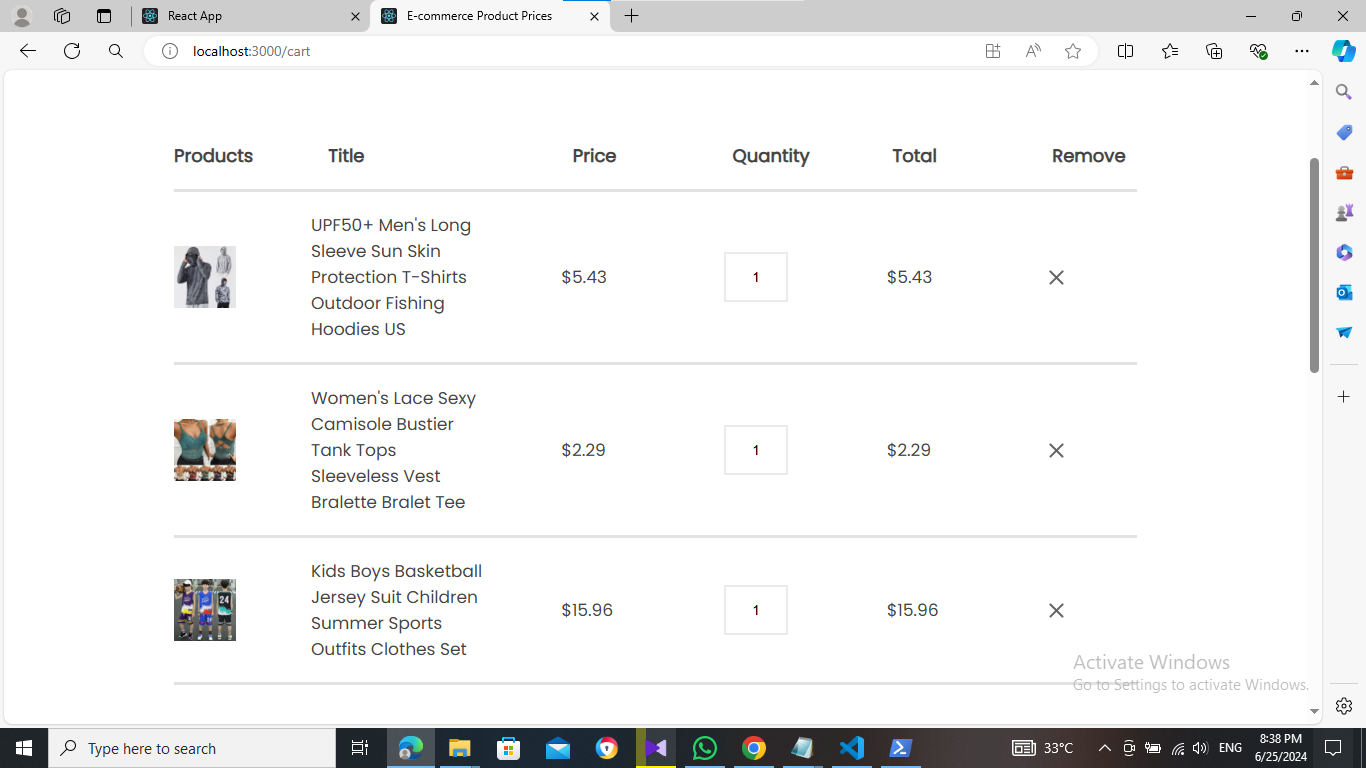 React App
E-commerce Product Prices
localhost:3000/cart
Products Title Price Quantity Total Remove
UPF50+ Men's Long
Sleeve Sun Skin
Protection T-Shirts
Outdoor Fishing
Hoodies US
$5.43 1 $5.43
Women's Lace Sexy
Camisole Bustier
Tank Tops
Sleeveless Vest
Bralette Bralet Tee
$2.29 1 $2.29
Kids Boys Basketball
Jersey Suit Children
Summer Sports
Outfits Clothes Set
$15.96 1 $15.96
24
Activate Windows
Go to Settings to activate Windows.
Type here to search
33°C
ENG
8:38 PM
6/25/2024